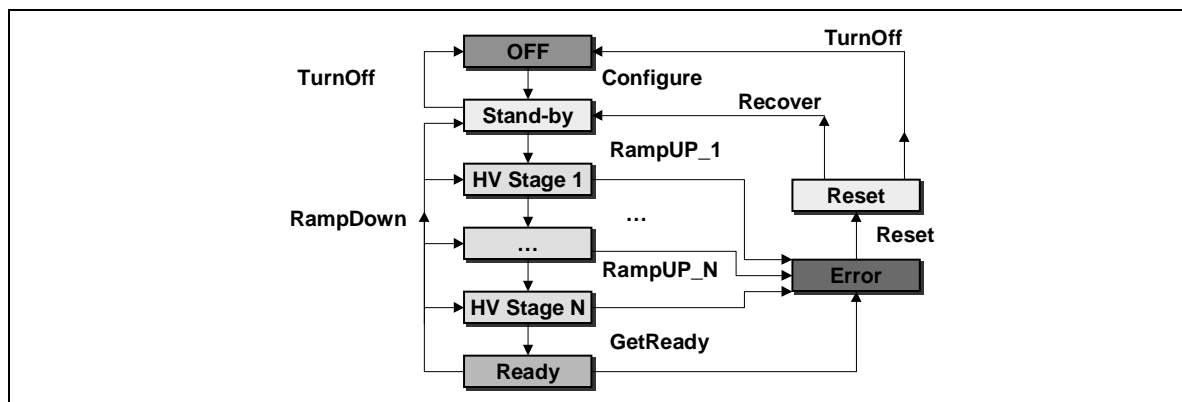 TurnOff
OFF
TurnOff
Configure
Recover
Stand-by
RampUP_1
HV Stage 1
Reset
RampDown
...
Reset
...
RampUP_N
Error
HV Stage N
GetReady
Ready